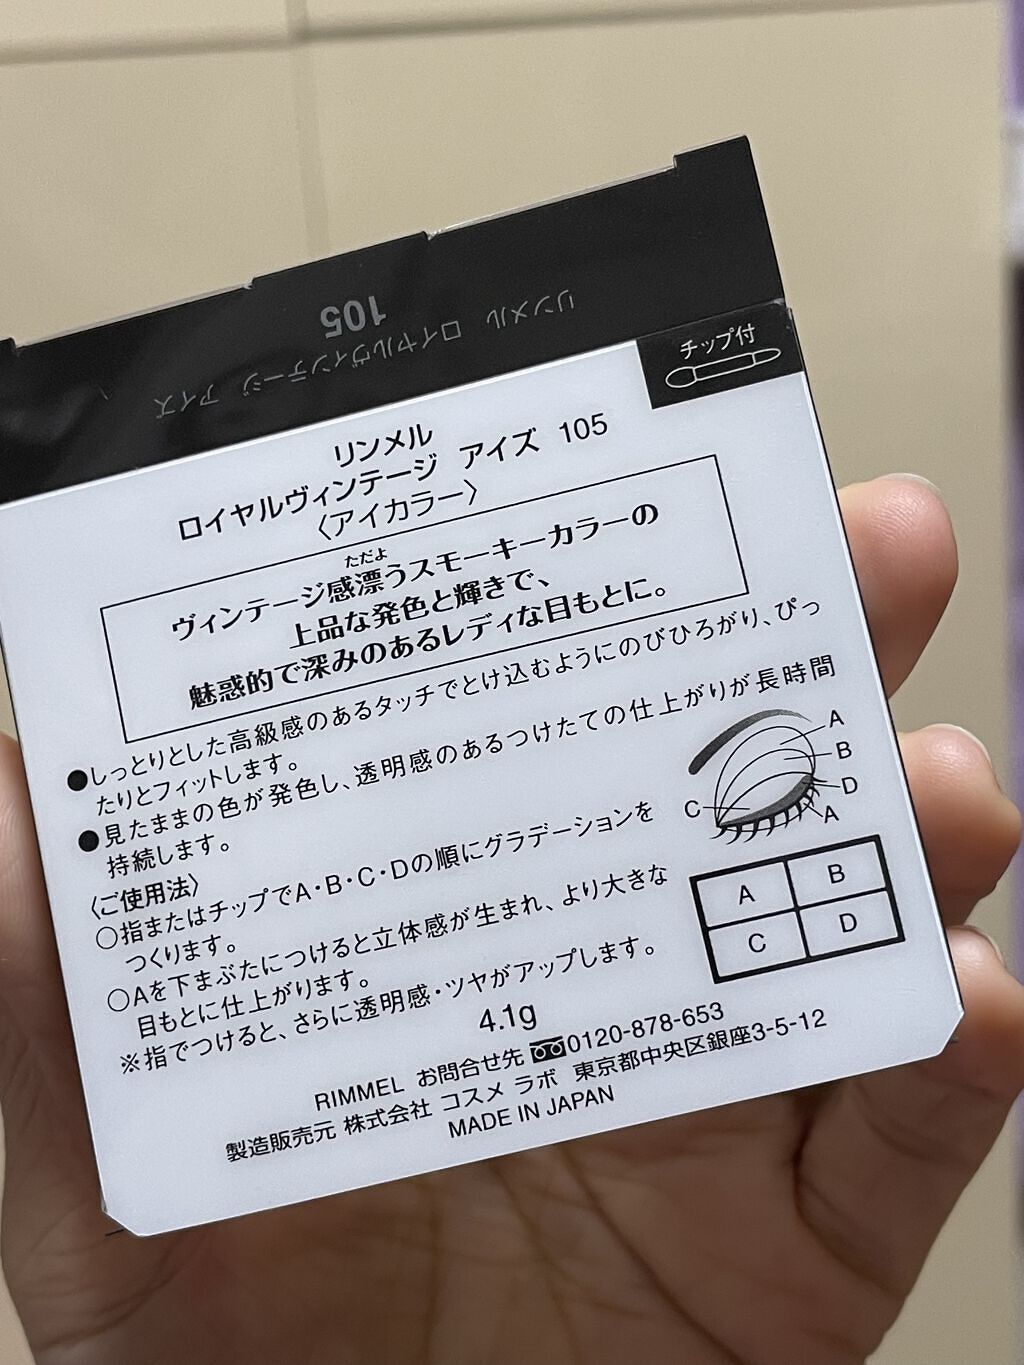 リンメル ロイヤルヴィンテージ アイズ
105
チップ付
リンメル
ロイヤルヴィンテージ アイズ 105
〈アイカラー〉
ただよ
ヴィンテージ感漂うスモーキーカラーの
上品な発色と輝きで、
魅惑的で深みのあるレディな目もとに。
●しっとりとした高級感のあるタッチでとけ込むようにのびひろがり、ぴっ
たりとフィットします。
●見たままの色が発色し、透明感のあるつけたての仕上がりが長時間
持続します。
〈ご使用法〉
○指またはチップでA・B・C・Dの順にグラデーションを
つくります。
○Aを下まぶたにつけると立体感が生まれ、より大きな
目もとに仕上がります。
※指でつけると、さらに透明感・ツヤがアップします。
A
B
D
C
A
A B
C D
4.1g
RIMMEL お問合せ先 0120-878-653
製造販売元 株式会社 コスメ ラボ 東京都中央区銀座3-5-12
MADE IN JAPAN